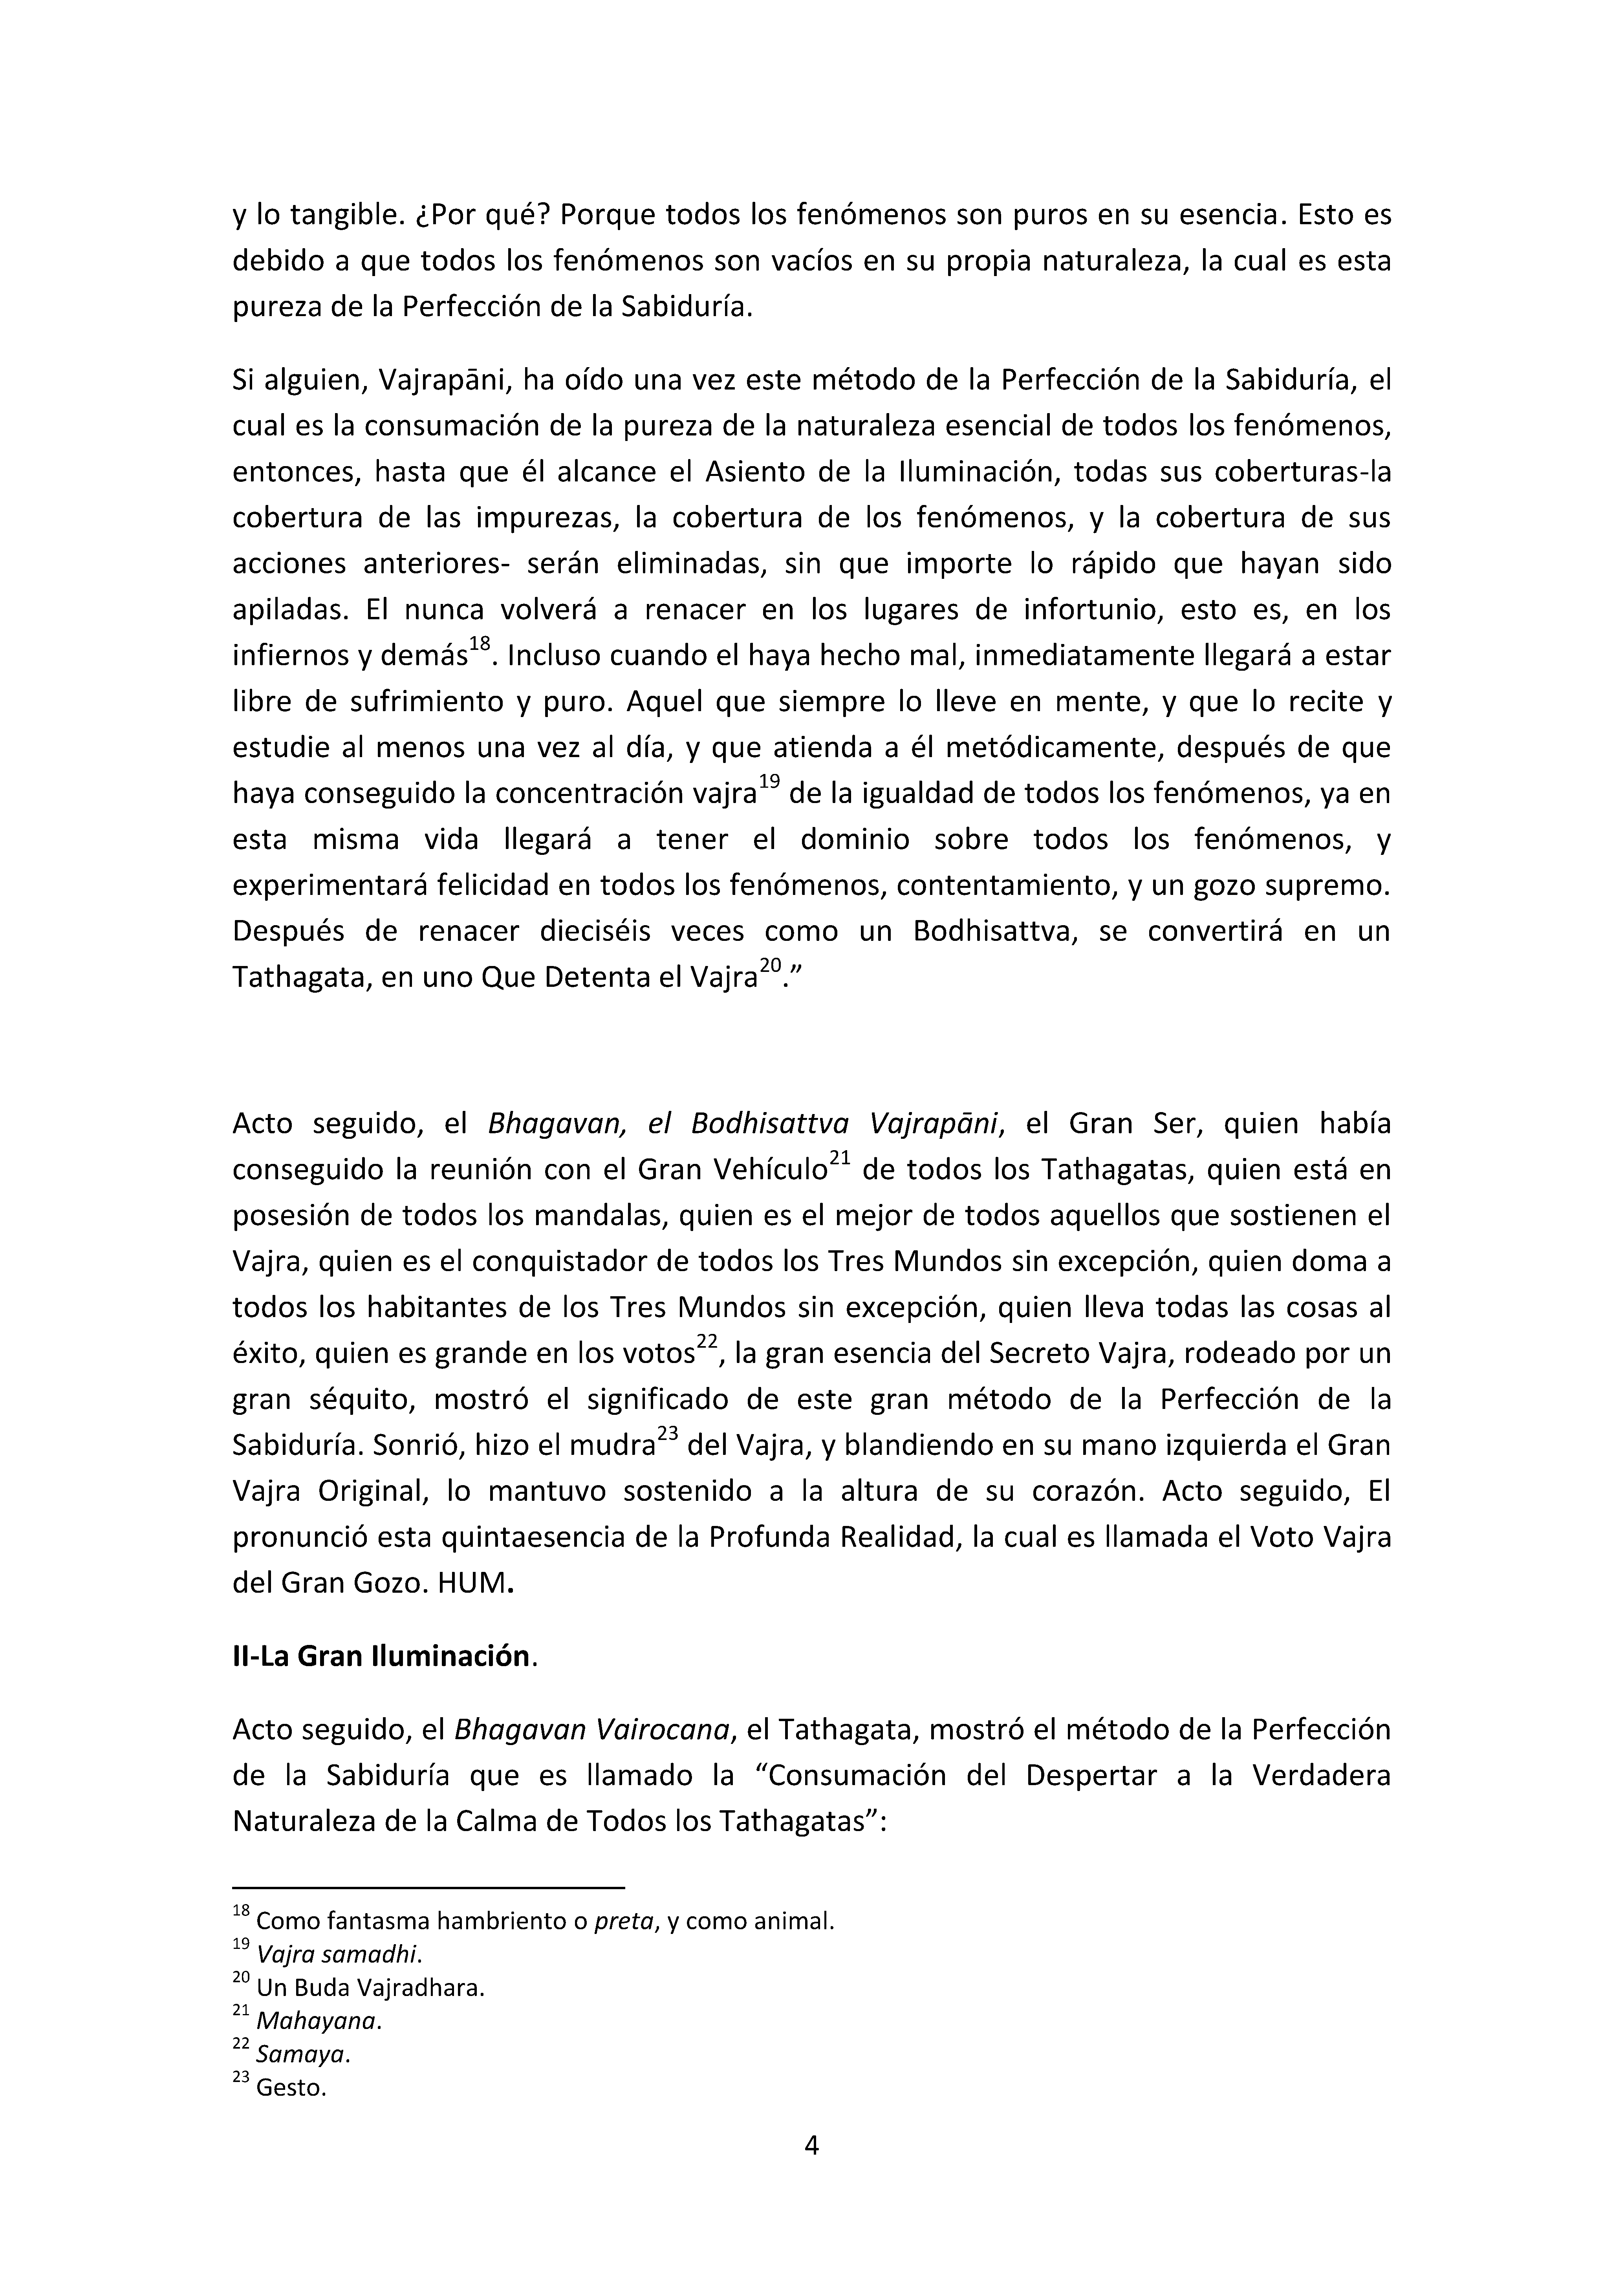 y lo tangible. ¿Por qué? Porque todos los fenómenos son puros en su esencia. Esto es
debido a que todos los fenómenos son vacíos en su propia naturaleza, la cual es esta
pureza de la Perfección de la Sabiduría.
Si alguien, Vajrapāni, ha oído una vez este método de la Perfección de la Sabiduría, el
cual es la consumación de la pureza de la naturaleza esencial de todos los fenómenos,
entonces, hasta que él alcance el Asiento de la Iluminación, todas sus coberturas-la
cobertura de las impurezas, la cobertura de los fenómenos, y la cobertura de sus
acciones anteriores- serán eliminadas, sin que importe lo rápido que hayan sido
apiladas. El nunca volverá a renacer en los lugares de infortunio, esto es, en los
infiernos y demás18. Incluso cuando el haya hecho mal, inmediatamente llegará a estar
libre de sufrimiento y puro. Aquel que siempre lo lleve en mente, y que lo recite y
estudie al menos una vez al día, y que atienda a él metódicamente, después de que
haya conseguido la concentración vajra19 de la igualdad de todos los fenómenos, ya en
esta misma vida llegará a tener el dominio sobre todos los fenómenos, y
experimentará felicidad en todos los fenómenos, contentamiento, y un gozo supremo.
Después de renacer dieciséis veces como un Bodhisattva, se convertirá en un
Tathagata, en uno Que Detenta el Vajra20.”
Acto seguido, el Bhagavan, el Bodhisattva Vajrapāni, el Gran Ser, quien había
conseguido la reunión con el Gran Vehículo21 de todos los Tathagatas, quien está en
posesión de todos los mandalas, quien es el mejor de todos aquellos que sostienen el
Vajra, quien es el conquistador de todos los Tres Mundos sin excepción, quien doma a
todos los habitantes de los Tres Mundos sin excepción, quien lleva todas las cosas al
éxito, quien es grande en los votos22, la gran esencia del Secreto Vajra, rodeado por un
gran séquito, mostró el significado de este gran método de la Perfección de la
Sabiduría. Sonrió, hizo el mudra23 del Vajra, y blandiendo en su mano izquierda el Gran
Vajra Original, lo mantuvo sostenido a la altura de su corazón. Acto seguido, El
pronunció esta quintaesencia de la Profunda Realidad, la cual es llamada el Voto Vajra
del Gran Gozo. HUM.
II-La Gran Iluminación.
Acto seguido, el Bhagavan Vairocana, el Tathagata, mostró el método de la Perfección
de la Sabiduría que es llamado la “Consumación del Despertar a la Verdadera
Naturaleza de la Calma de Todos los Tathagatas”:
18 Como fantasma hambriento o preta, y como animal.
19 Vajra samadhi.
20 Un Buda Vajradhara.
21 Mahayana.
22 Samaya.
23 Gesto.
4